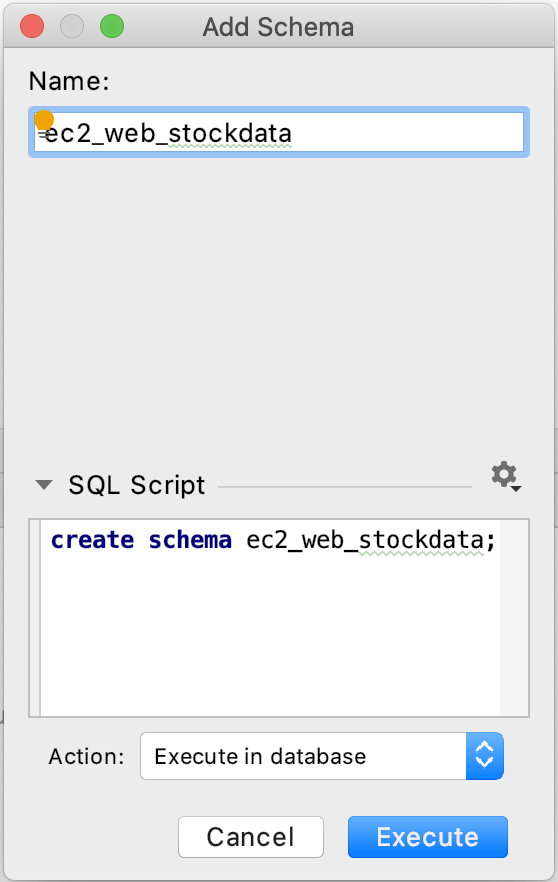 Add Schema
Name:
ec2_web_stockdata
SQL Script
create schema ec2_web_stockdata;
Action: Execute in database
Cancel Execute